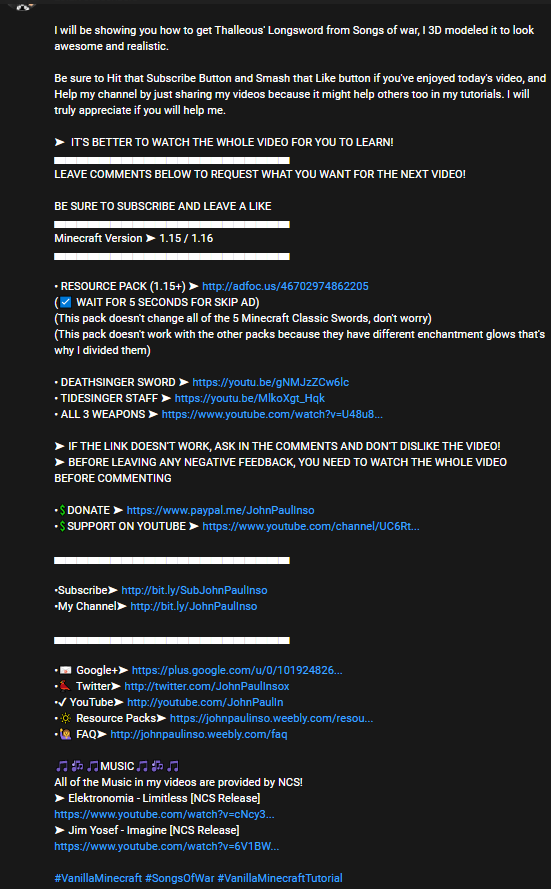 I will be showing you how to get Thalleous' Longsword from Songs of war, I 3D modeled it to look
awesome and realistic.
Be sure to Hit that Subscribe Button and Smash that Like button if you've enjoyed today's video, and
Help my channel by just sharing my videos because it might help others too in my tutorials. I will
truly appreciate if you will help me.
➤ IT'S BETTER TO WATCH THE WHOLE VIDEO FOR YOU TO LEARN!
LEAVE COMMENTS BELOW TO REQUEST WHAT YOU WANT FOR THE NEXT VIDEO!
BE SURE TO SUBSCRIBE AND LEAVE A LIKE
Minecraft Version ➤ 1.15 / 1.16
• RESOURCE PACK (1.15+) ➤ http://adfoc.us/46702974862205
(☑ WAIT FOR 5 SECONDS FOR SKIP AD)
(This pack doesn't change all of the 5 Minecraft Classic Swords, don't worry)
(This pack doesn't work with the other packs because they have different enchantment glows that's
why I divided them)
• DEATHSINGER SWORD ➤ https://youtu.be/gNMJzZCw6lc
• TIDESINGER STAFF ➤ https://youtu.be/MlkoXgt_Hqk
• ALL 3 WEAPONS ➤ https://www.youtube.com/watch?v=U48u8...
➤ IF THE LINK DOESN'T WORK, ASK IN THE COMMENTS AND DON'T DISLIKE THE VIDEO!
➤ BEFORE LEAVING ANY NEGATIVE FEEDBACK, YOU NEED TO WATCH THE WHOLE VIDEO
BEFORE COMMENTING
•💲DONATE ➤ https://www.paypal.me/JohnPaulInso
•💲SUPPORT ON YOUTUBE ➤ https://www.youtube.com/channel/UC6Rt...
•Subscribe➤ http://bit.ly/SubJohnPaulInso
•My Channel➤ http://bit.ly/JohnPaulInso
• Google+➤ https://plus.google.com/u/0/101924826...
• Twitter➤ http://twitter.com/JohnPaulInsox
•✓ YouTube➤ http://youtube.com/JohnPaulIn
• Resource Packs➤ https://johnpaulinso.weebly.com/resou...
• FAQ➤ http://johnpaulinso.weebly.com/faq
🎵🎶🎵MUSIC🎵🎶🎵
All of the Music in my videos are provided by NCS!
➤ Elektronomia - Limitless [NCS Release]
https://www.youtube.com/watch?v=cNcy3...
➤ Jim Yosef - Imagine [NCS Release]
https://www.youtube.com/watch?v=6V1BW...
#VanillaMinecraft #SongsOfWar #VanillaMinecraftTutorial